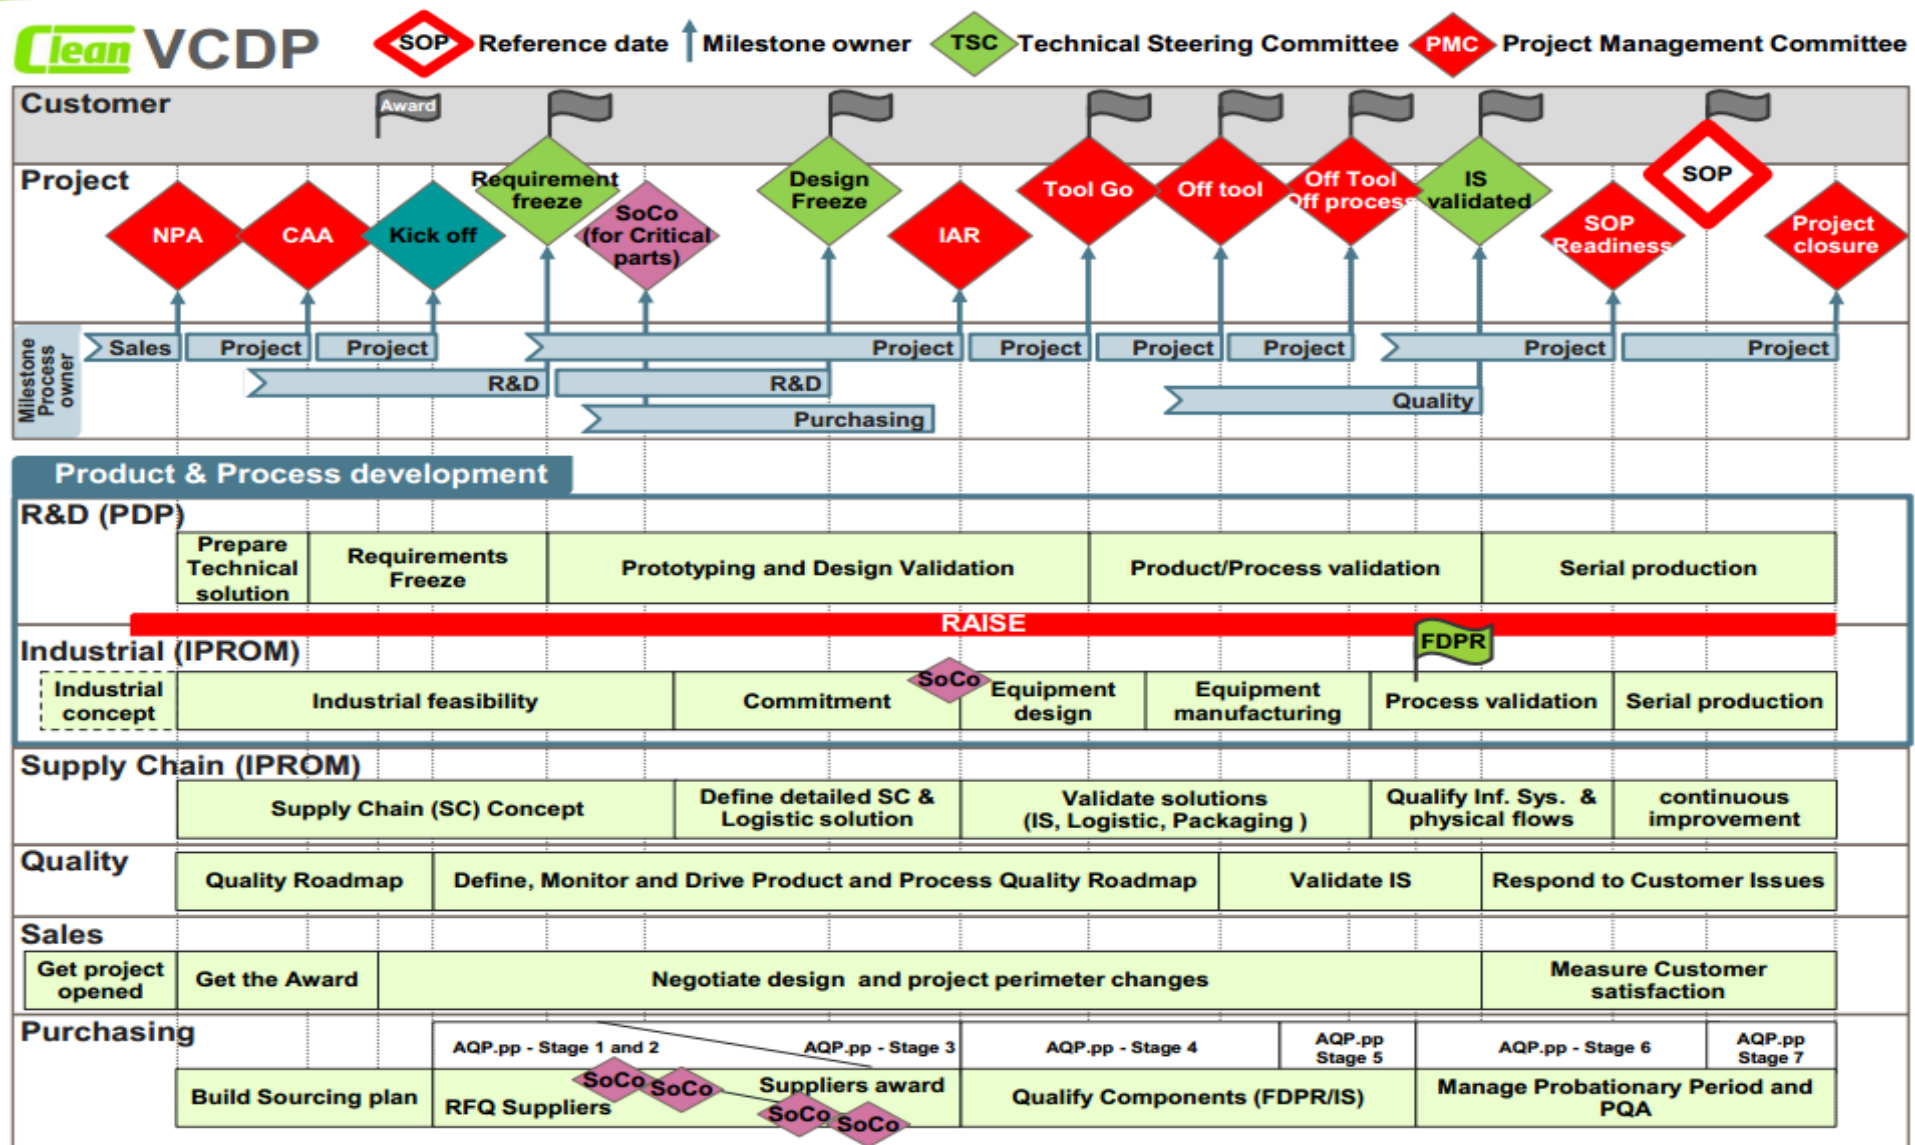 Clean VCDP
SOP Reference date
Milestone owner
TSC Technical Steering Committee
PMC Project Management Committee
Customer
Award
Project
NPA
CAA
Kick off
Requirement
freeze
SoCo
(for Critical
parts)
Design
Freeze
IAR
Tool Go
Off tool
Off Tool
Off process
IS
validated
SOP
Readiness
SOP
Project
closure
Milestone
Process
owner
Sales
Project
Project
Project
Project
Project
Project
Project
Project
R&D
R&D
Quality
Purchasing
Product & Process development
R&D (PDP)
Prepare
Technical
solution
Requirements
Freeze
Prototyping and Design Validation
Product/Process validation
Serial production
RAISE
Industrial (IPROM)
FDPR
Industrial
concept
Industrial feasibility
Commitment
SoCo
Equipment
design
Equipment
manufacturing
Process validation
Serial production
Supply Chain (IPROM)
Supply Chain (SC) Concept
Define detailed SC &
Logistic solution
Validate solutions
(IS, Logistic, Packaging )
Qualify Inf. Sys. &
physical flows
continuous
improvement
Quality
Quality Roadmap
Define, Monitor and Drive Product and Process Quality Roadmap
Validate IS
Respond to Customer Issues
Sales
Get project
opened
Get the Award
Negotiate design and project perimeter changes
Measure Customer
satisfaction
Purchasing
AQP.pp - Stage 1 and 2
AQP.pp - Stage 3
AQP.pp - Stage 4
AQP.pp
Stage 5
AQP.pp - Stage 6
AQP.pp
Stage 7
Build Sourcing plan
RFQ Suppliers
SoCo
SoCo
Suppliers award
SoCo
SoCo
Qualify Components (FDPR/IS)
Manage Probationary Period and
PQA